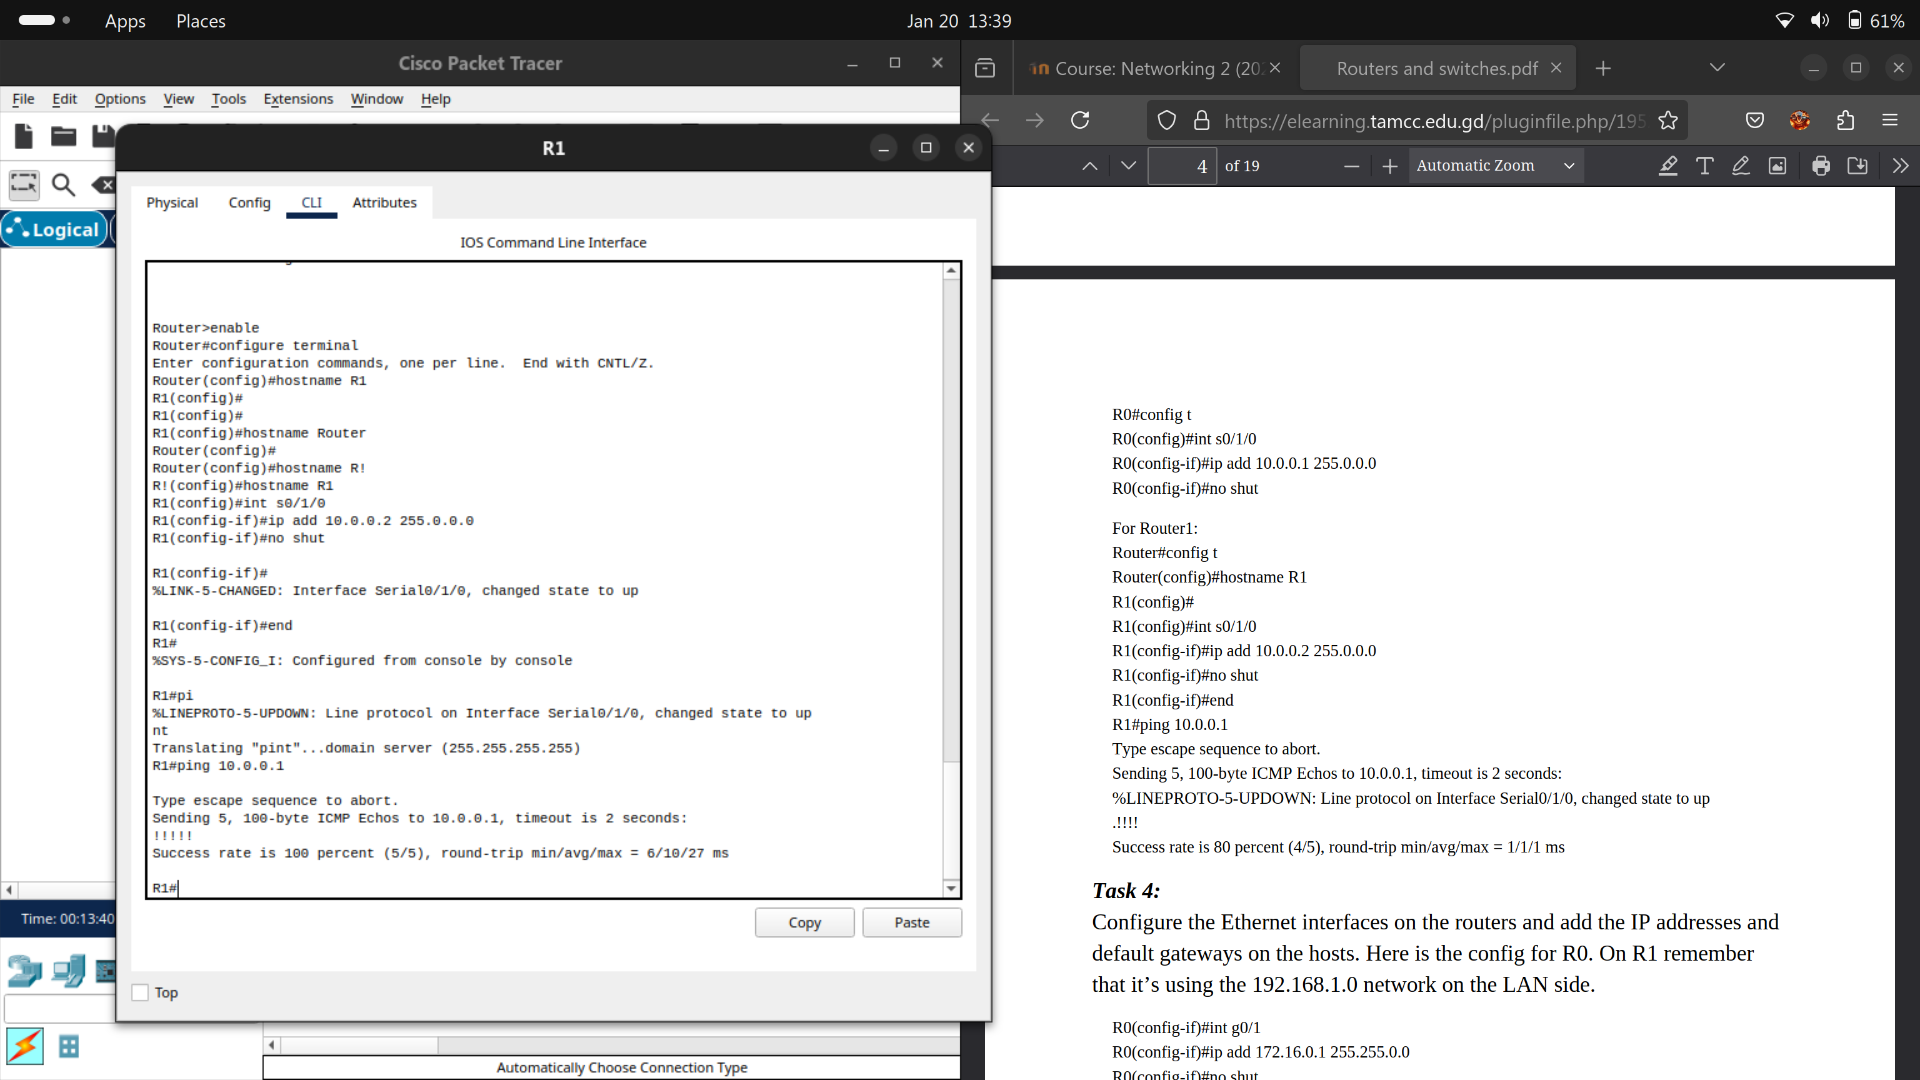 Apps Places Jan 20 13:39 61%
Cisco Packet Tracer
File Edit Options View Tools Extensions Window Help
Logical
R1
Physical Config CLI Attributes
IOS Command Line Interface
Router>enable
Router#configure terminal
Enter configuration commands, one per line.  End with CNTL/Z.
Router(config)#hostname R1
R1(config)#
R1(config)#
R1(config)#hostname Router
Router(config)#
Router(config)#hostname R!
R!(config)#hostname R1
R1(config)#int s0/1/0
R1(config-if)#ip add 10.0.0.2 255.0.0.0
R1(config-if)#no shut
R1(config-if)#
%LINK-5-CHANGED: Interface Serial0/1/0, changed state to up
R1(config-if)#end
R1#
%SYS-5-CONFIG_I: Configured from console by console
R1#pi
%LINEPROTO-5-UPDOWN: Line protocol on Interface Serial0/1/0, changed state to up
nt
Translating "pint"...domain server (255.255.255.255)
R1#ping 10.0.0.1
Type escape sequence to abort.
Sending 5, 100-byte ICMP Echos to 10.0.0.1, timeout is 2 seconds:
!!!!!
Success rate is 100 percent (5/5), round-trip min/avg/max = 6/10/27 ms
R1#
Copy Paste
Top
Time: 00:13:40
Automatically Choose Connection Type
Course: Networking 2 (20 Routers and switches.pdf
https://elearning.tamcc.edu.gd/pluginfile.php/195
4 of 19 Automatic Zoom
R0#config t
R0(config)#int s0/1/0
R0(config-if)#ip add 10.0.0.1 255.0.0.0
R0(config-if)#no shut
For Router1:
Router#config t
Router(config)#hostname R1
R1(config)#
R1(config)#int s0/1/0
R1(config-if)#ip add 10.0.0.2 255.0.0.0
R1(config-if)#no shut
R1(config-if)#end
R1#ping 10.0.0.1
Type escape sequence to abort.
Sending 5, 100-byte ICMP Echos to 10.0.0.1, timeout is 2 seconds:
%LINEPROTO-5-UPDOWN: Line protocol on Interface Serial0/1/0, changed state to up
.!!!!
Success rate is 80 percent (4/5), round-trip min/avg/max = 1/1/1 ms
Task 4:
Configure the Ethernet interfaces on the routers and add the IP addresses and
default gateways on the hosts. Here is the config for R0. On R1 remember
that it’s using the 192.168.1.0 network on the LAN side.
R0(config-if)#int g0/1
R0(config-if)#ip add 172.16.0.1 255.255.0.0
R0(config-if)#no shut